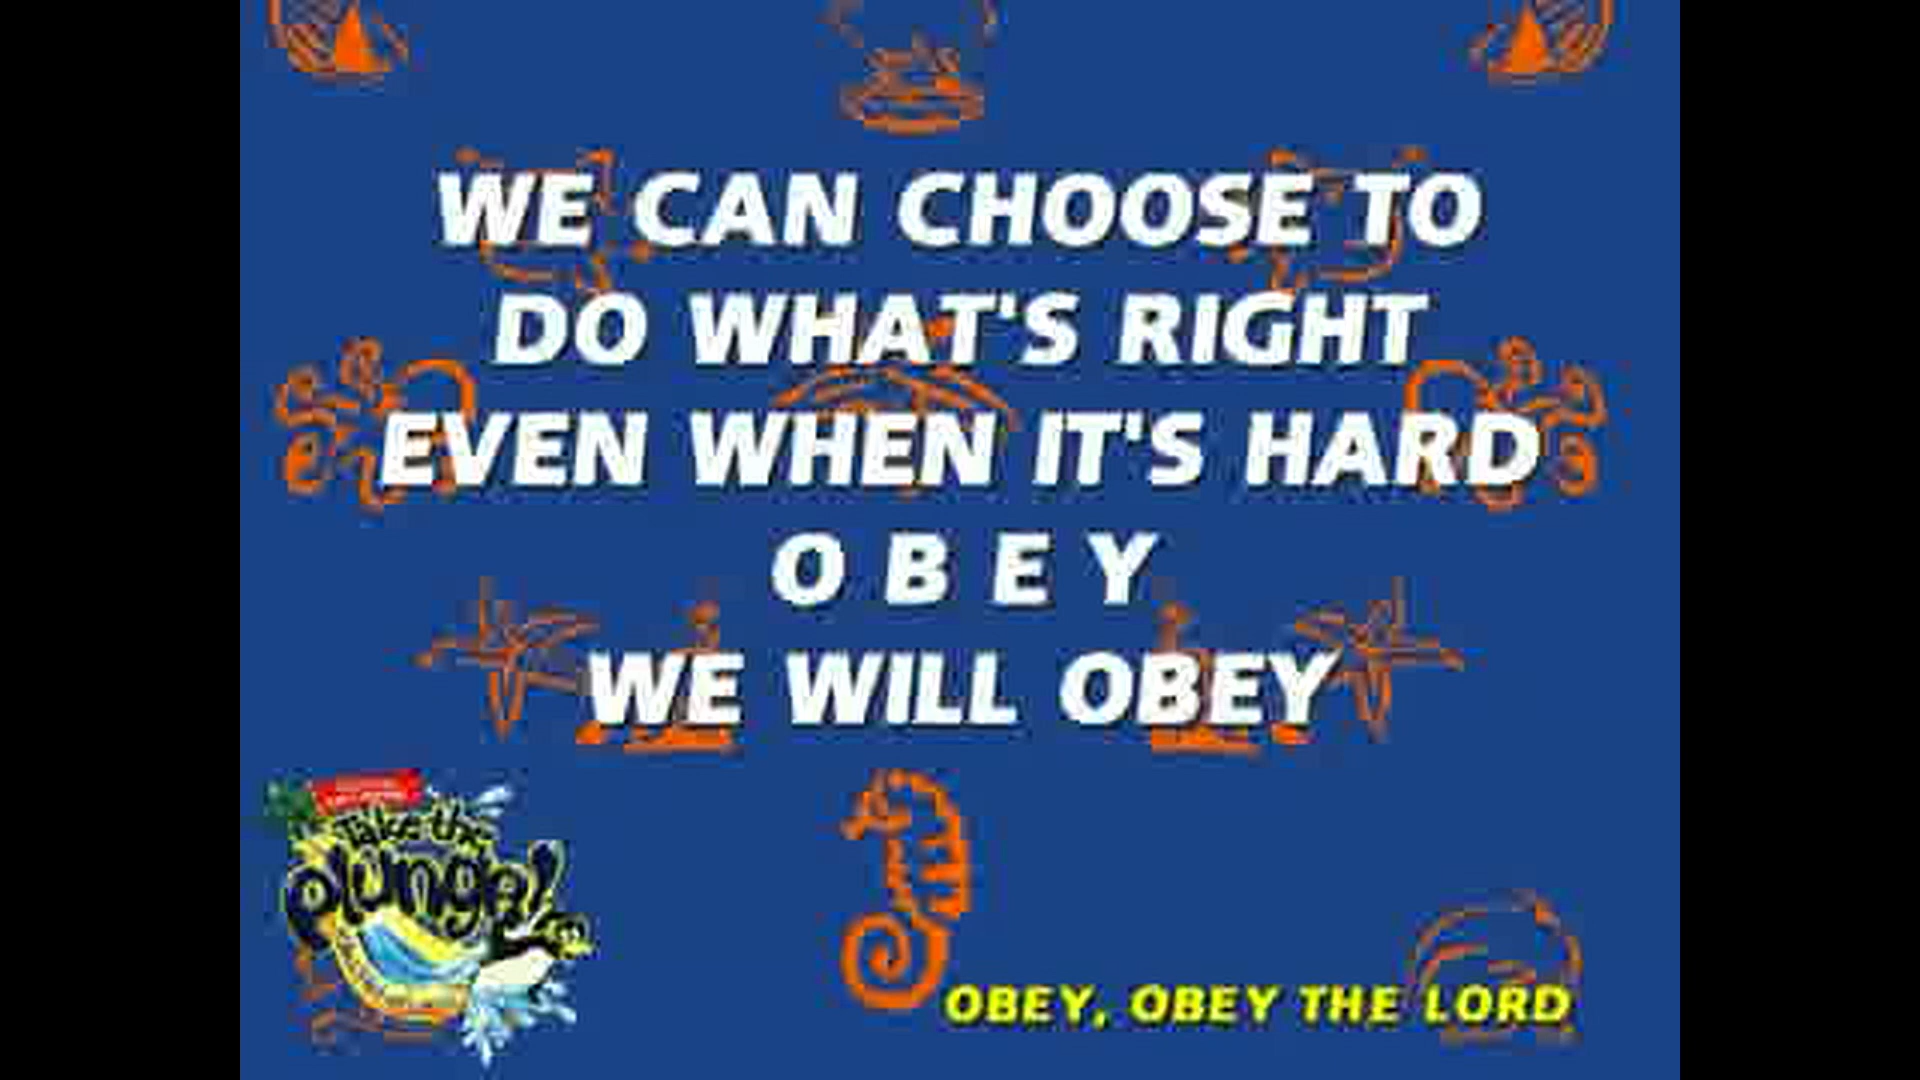 WE CAN CHOOSE TO
DO WHAT'S RIGHT
EVEN WHEN IT'S HARD
O B E Y
WE WILL OBEY
Take the
plunge!
OBEY, OBEY THE LORD